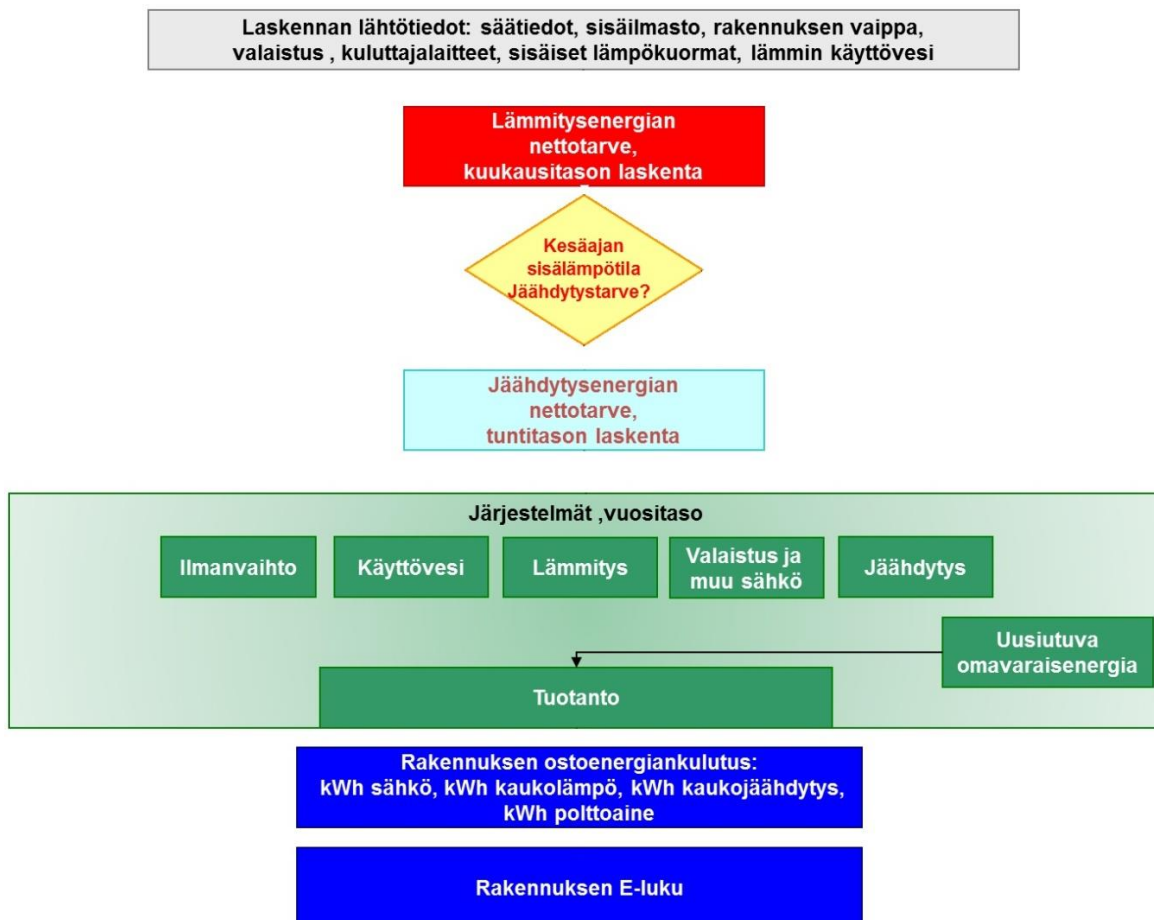 Laskennan lähtötiedot: säätiedot, sisäilmasto, rakennuksen vaippa,
valaistus , kuluttajalaitteet, sisäiset lämpökuormat, lämmin käyttövesi
Lämmitysenergian
nettotarve,
kuukausitason laskenta
Kesäajan
sisälämpötila
Jäähdytystarve?
Jäähdytysenergian
nettotarve,
tuntitason laskenta
Järjestelmät ,vuositaso
Ilmanvaihto
Käyttövesi
Lämmitys
Valaistus ja
muu sähkö
Jäähdytys
Uusiutuva
omavaraisenergia
Tuotanto
Rakennuksen ostoenergiankulutus:
kWh sähkö, kWh kaukolämpö, kWh kaukojäähdytys,
kWh polttoaine
Rakennuksen E-luku